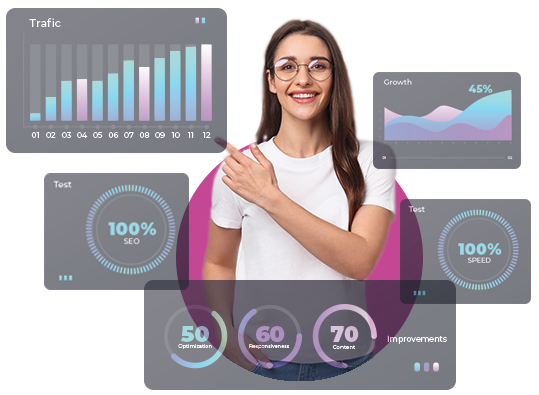 Trafic
01 02 03 04 05 06 07 08 09 10 11 12
Growth
45%
Test
100%
SEO
Test
100%
SPEED
50
Optimization
60
Responsiveness
70
Content
Improvements